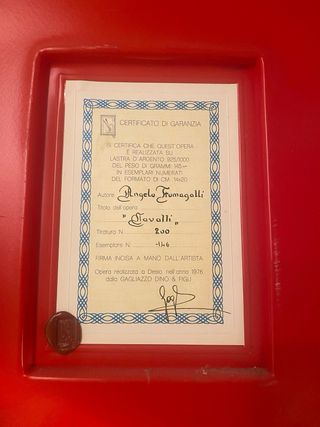 CERTIFICATO DI GARANZIA
SI CERTIFICA CHE QUEST'OPERA
È REALIZZATA SU
LASTRA D'ARGENTO 925/1000
DEL PESO DI GRAMMI 145
IN ESEMPLARI NUMERATI
DEL FORMATO DI CM. 14x20
Autore Angelo Fumagalli
Titolo dell'opera
"Cavalli"
Tiratura N 200
Esemplare N 146
FIRMA INCISA A MANO DALL'ARTISTA
Opera realizzata a Desio, nell'anno 1976
dalla GAGLIAZZO DINO & FIGLI